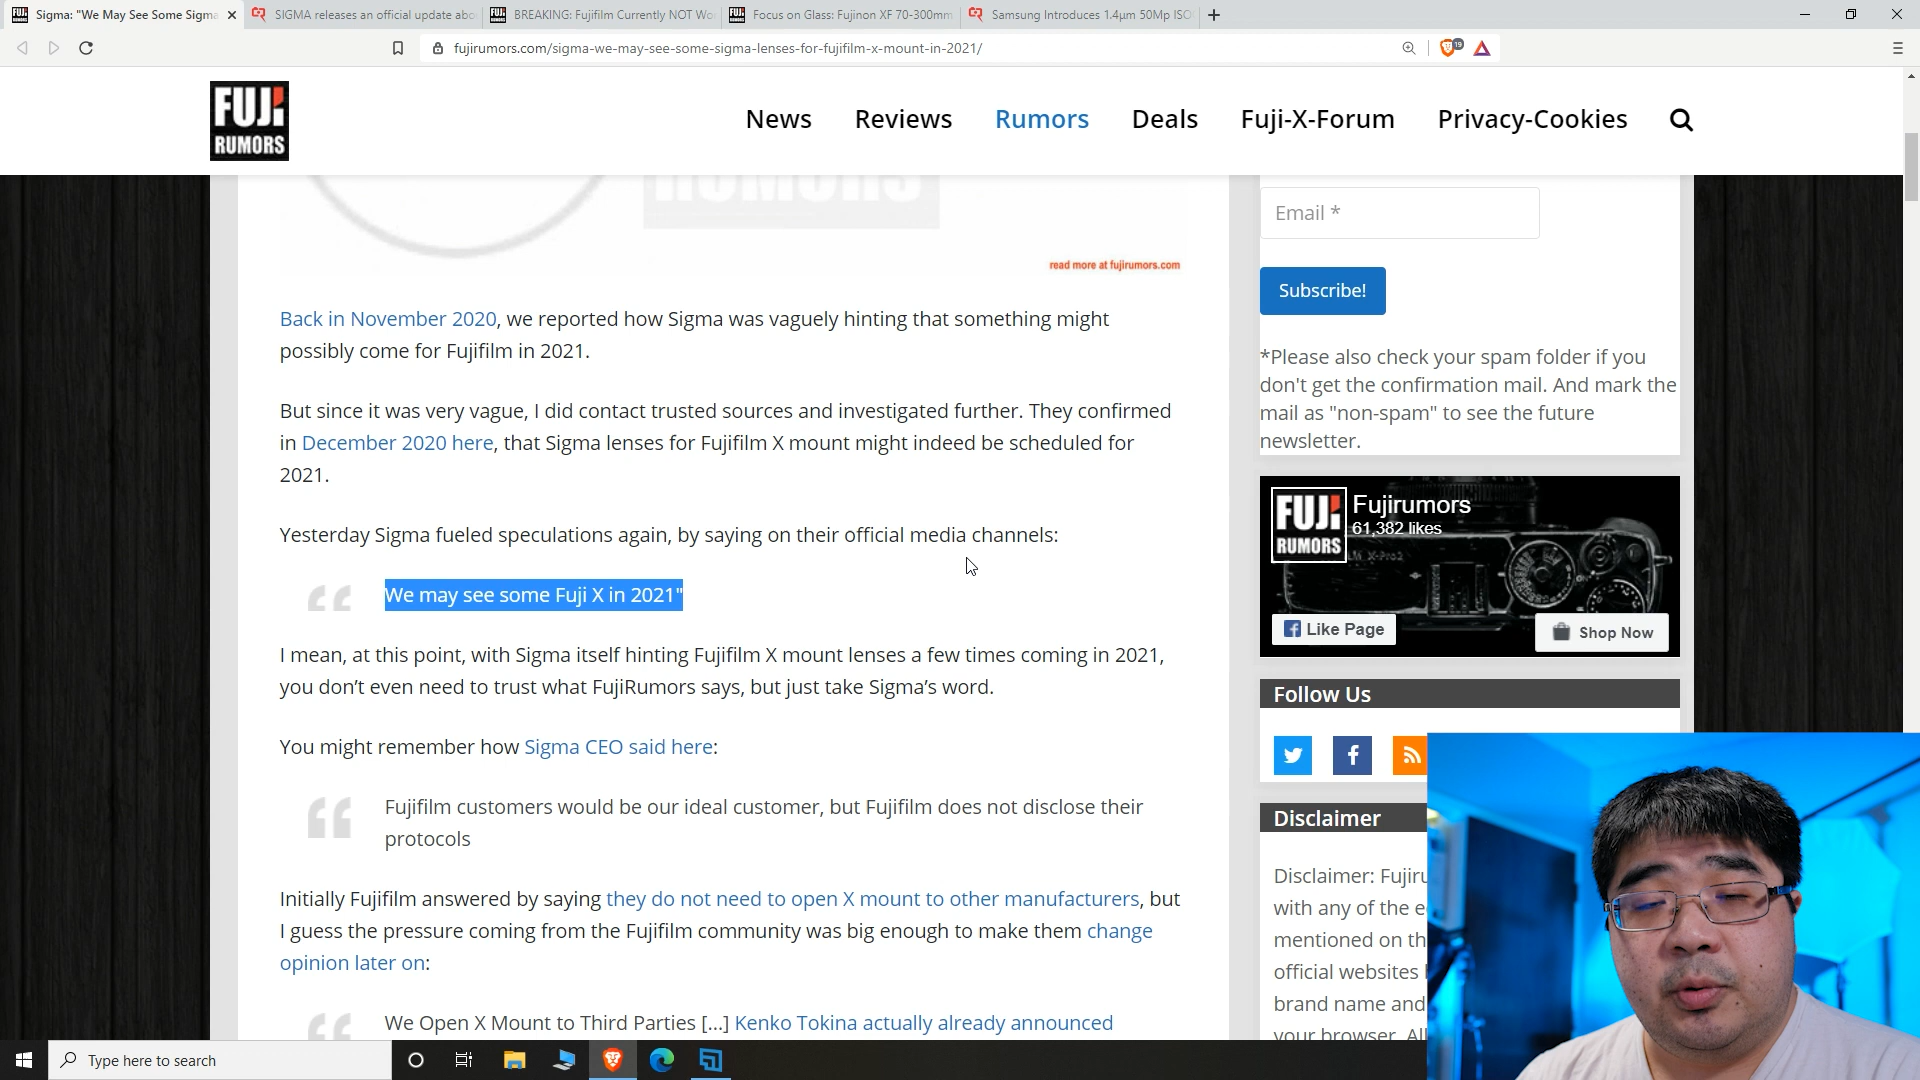 Sigma: "We May See Some Sigma
SIGMA releases an official update abo
BREAKING: Fujifilm Currently NOT Wo
Focus on Glass: Fujinon XF 70-300mm
Samsung Introduces 1.4µm 50Mp ISO
fujirumors.com/sigma-we-may-see-some-sigma-lenses-for-fujifilm-x-mount-in-2021/
19
FUJi
RUMORS
News
Reviews
Rumors
Deals
Fuji-X-Forum
Privacy-Cookies
RUMORS
read more at fujirumors.com
Back in November 2020, we reported how Sigma was vaguely hinting that something might
possibly come for Fujifilm in 2021.
But since it was very vague, I did contact trusted sources and investigated further. They confirmed
in December 2020 here, that Sigma lenses for Fujifilm X mount might indeed be scheduled for
2021.
Yesterday Sigma fueled speculations again, by saying on their official media channels:
We may see some Fuji X in 2021"
I mean, at this point, with Sigma itself hinting Fujifilm X mount lenses a few times coming in 2021,
you don't even need to trust what FujiRumors says, but just take Sigma's word.
You might remember how Sigma CEO said here:
Fujifilm customers would be our ideal customer, but Fujifilm does not disclose their
protocols
Initially Fujifilm answered by saying they do not need to open X mount to other manufacturers, but
I guess the pressure coming from the Fujifilm community was big enough to make them change
opinion later on:
We Open X Mount to Third Parties [...] Kenko Tokina actually already announced
Email *
Subscribe!
*Please also check your spam folder if you
don't get the confirmation mail. And mark the
mail as "non-spam" to see the future
newsletter.
FUJi
RUMORS
Fujirumors
61,382 likes
X-Pro2
Like Page
Shop Now
Follow Us
Disclaimer
Disclaimer: Fujiru
with any of the e
mentioned on th
official websites
brand name and
your browser. All
Type here to search